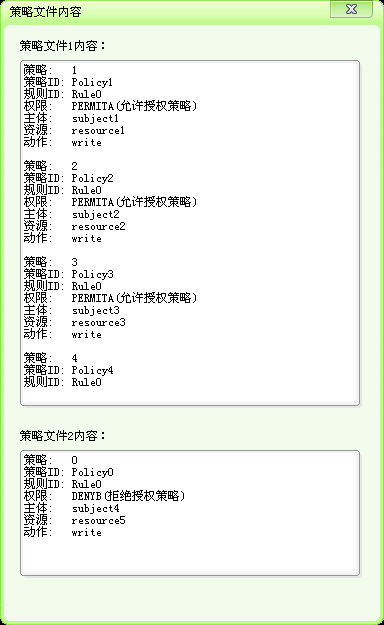 策略文件内容
策略文件1内容：
策略： 1
策略ID: Policy1
规则ID: Rule0
权限： PERMITA(允许授权策略)
主体： subject1
资源： resource1
动作： write
策略： 2
策略ID: Policy2
规则ID: Rule0
权限： PERMITA(允许授权策略)
主体： subject2
资源： resource2
动作： write
策略： 3
策略ID: Policy3
规则ID: Rule0
权限： PERMITA(允许授权策略)
主体： subject3
资源： resource3
动作： write
策略： 4
策略ID: Policy4
规则ID: Rule0
策略文件2内容：
策略： 0
策略ID: Policy0
规则ID: Rule0
权限： DENYB(拒绝授权策略)
主体： subject4
资源： resource5
动作： write